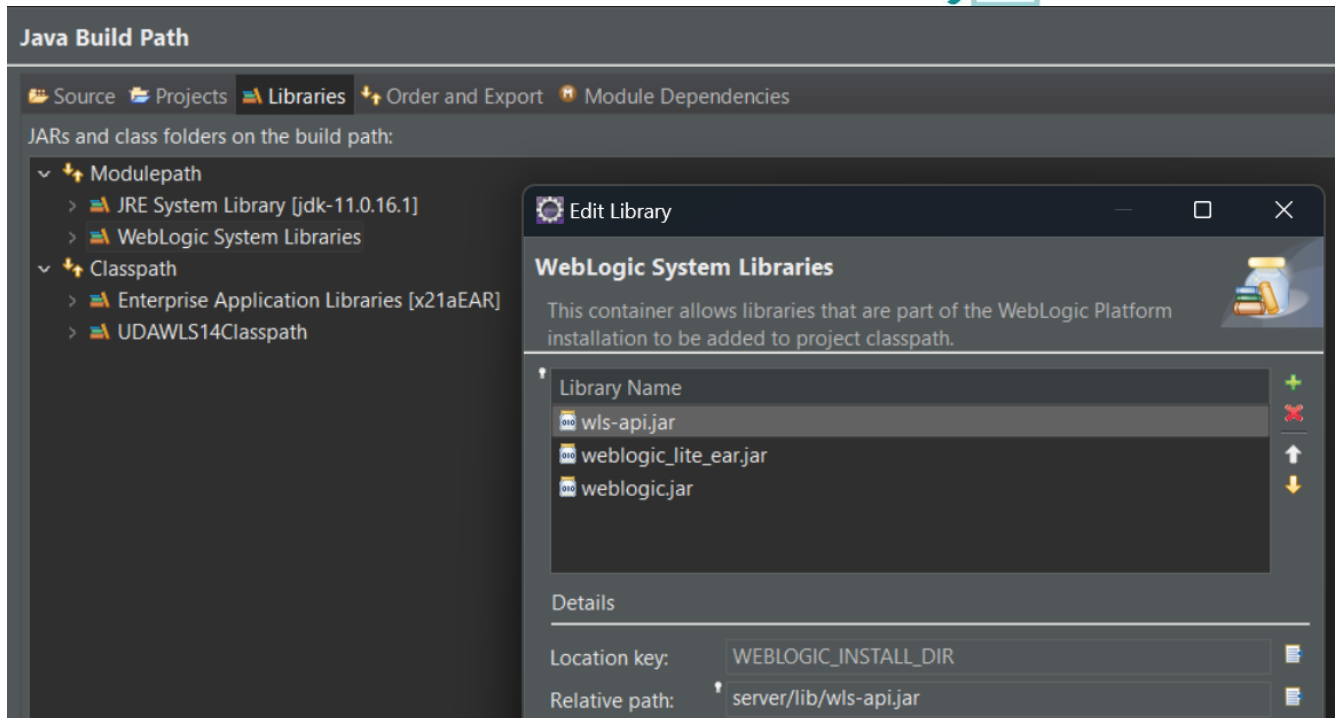 Java Build Path
Source Projects Libraries Order and Export Module Dependencies
JARs and class folders on the build path:
Modulepath
JRE System Library [jdk-11.0.16.1]
WebLogic System Libraries
Classpath
Enterprise Application Libraries [x21aEAR]
UDAWLS14Classpath
Edit Library
WebLogic System Libraries
This container allows libraries that are part of the WebLogic Platform
installation to be added to project classpath.
Library Name
wls-api.jar
weblogic_lite_ear.jar
weblogic.jar
Details
Location key: WEBLOGIC_INSTALL_DIR
Relative path: server/lib/wls-api.jar